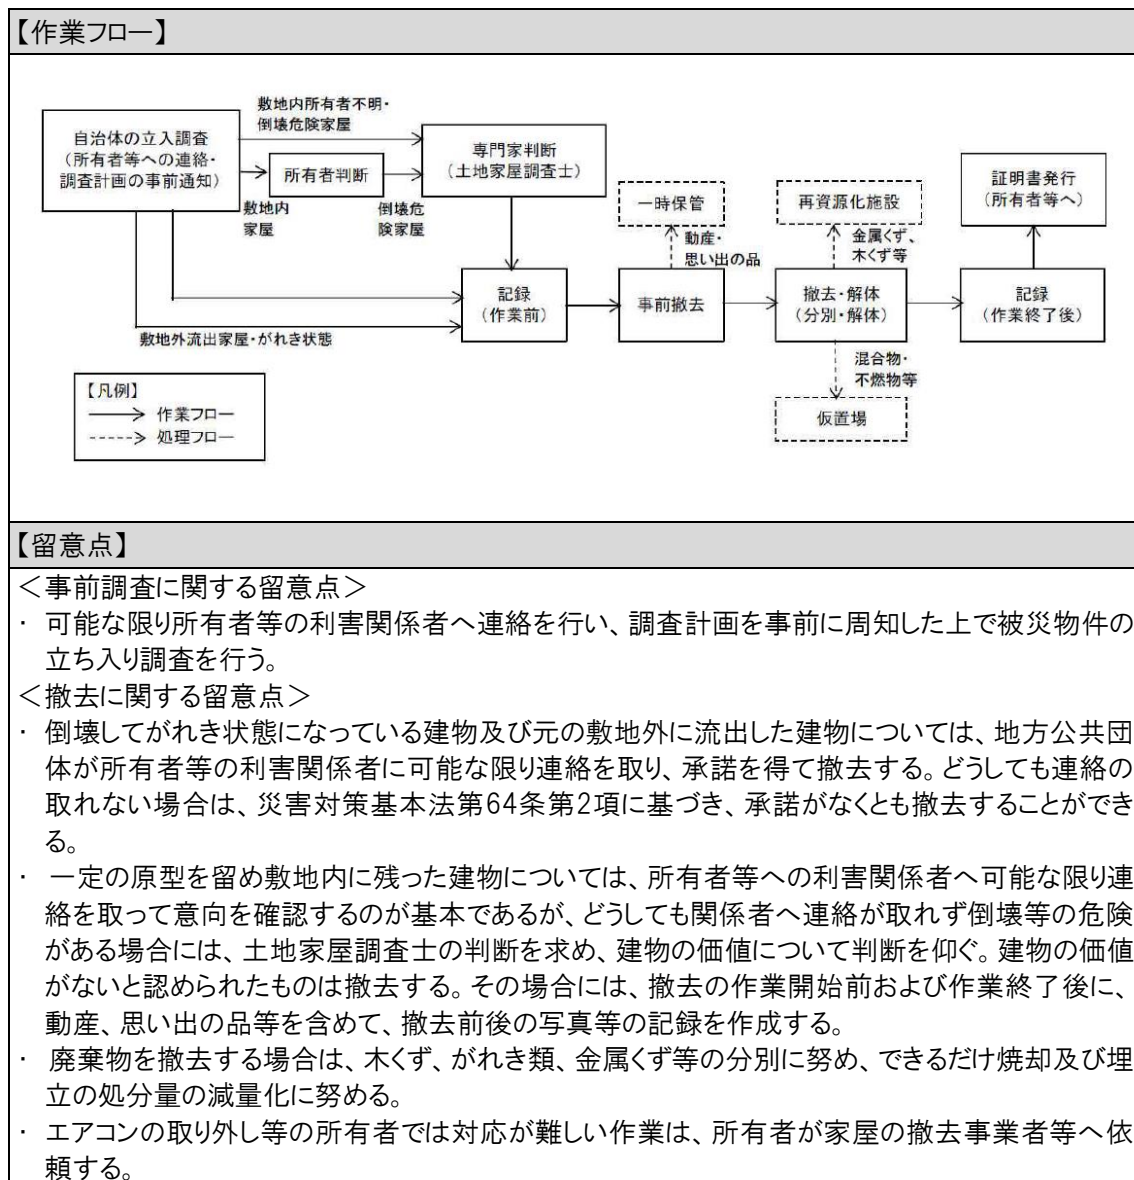 【作業フロー】
敷地内所有者不明・
倒壊危険家屋
自治体の立入調査
(所有者等への連絡・
調査計画の事前通知)
所有者判断
専門家判断
(土地家屋調査士)
敷地内
家屋
倒壊危
険家屋
一時保管
動産・
思い出の品
再資源化施設
金属くず、
木くず等
証明書発行
(所有者等へ)
記録
(作業前)
事前撤去
撤去・解体
(分別・解体)
記録
(作業終了後)
敷地外流出家屋・がれき状態
混合物・
不燃物等
仮置場
【凡例】
作業フロー
処理フロー
【留意点】
<事前調査に関する留意点>
・ 可能な限り所有者等の利害関係者へ連絡を行い、調査計画を事前に周知した上で被災物件の
立ち入り調査を行う。
<撤去に関する留意点>
・ 倒壊してがれき状態になっている建物及び元の敷地外に流出した建物については、地方公共団
体が所有者等の利害関係者に可能な限り連絡を取り、承諾を得て撤去する。どうしても連絡の
取れない場合は、災害対策基本法第64条第2項に基づき、承諾がなくとも撤去することができ
る。
・ 一定の原型を留め敷地内に残った建物については、所有者等への利害関係者へ可能な限り連
絡を取って意向を確認するのが基本であるが、どうしても関係者へ連絡が取れず倒壊等の危険
がある場合には、土地家屋調査士の判断を求め、建物の価値について判断を仰ぐ。建物の価値
がないと認められたものは撤去する。その場合には、撤去の作業開始前および作業終了後に、
動産、思い出の品等を含めて、撤去前後の写真等の記録を作成する。
・ 廃棄物を撤去する場合は、木くず、がれき類、金属くず等の分別に努め、できるだけ焼却及び埋
立の処分量の減量化に努める。
・ エアコンの取り外し等の所有者では対応が難しい作業は、所有者が家屋の撤去事業者等へ依
頼する。